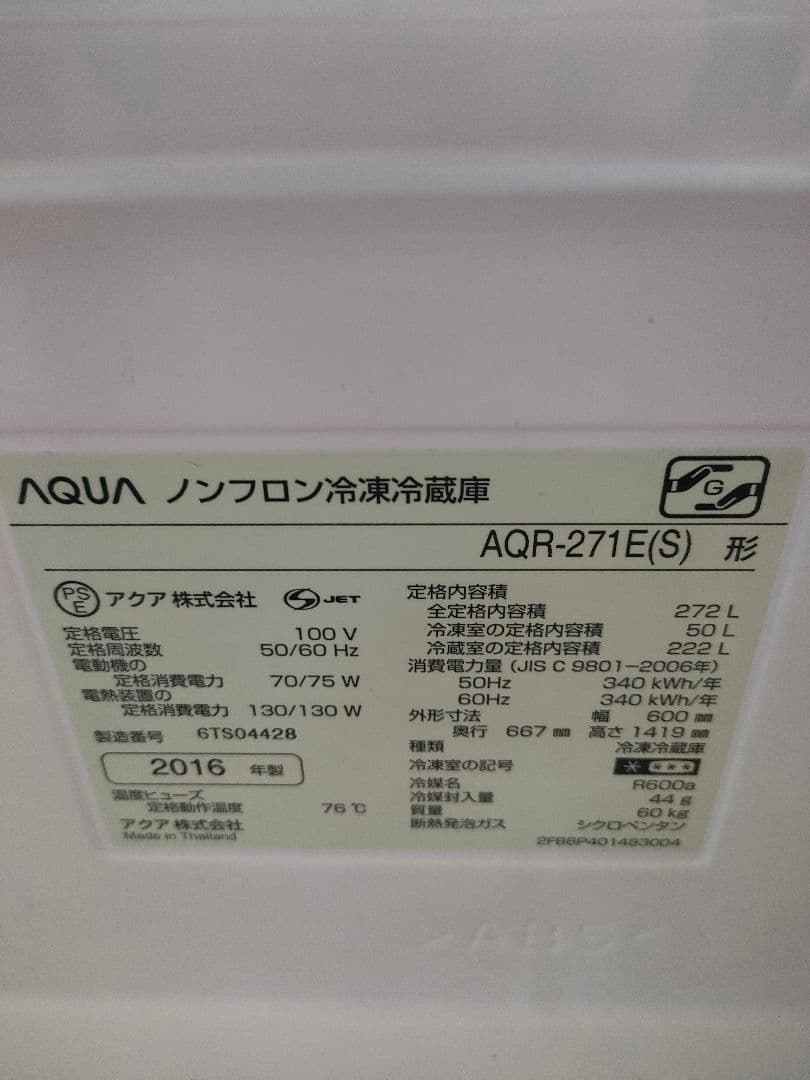 AQUA ノンフロン冷凍冷蔵庫
G
AQR-271E(S) 形
PS E アクア 株式会社 S JET
定格電圧 100 V
定格周波数 50/60 Hz
電動機の
定格消費電力 70/75 W
電熱装置の
定格消費電力 130/130 W
製造番号 6TS04428
2016 年製
温度ヒューズ
定格動作温度 76 ℃
アクア 株式会社
Made in Thailand
定格内容積
全定格内容積 272 L
冷凍室の定格内容積 50 L
冷蔵室の定格内容積 222 L
消費電力量 (JIS C 9801-2006年)
50Hz 340 kWh/年
60Hz 340 kWh/年
外形寸法 幅 600 ㎜
奥行 667 ㎜ 高さ 1419 ㎜
種類 冷凍冷蔵庫
冷凍室の記号 * ***
冷媒名 R600a
冷媒封入量 44 g
質量 60 kg
断熱発泡ガス シクロペンタン
2FB6P401483004